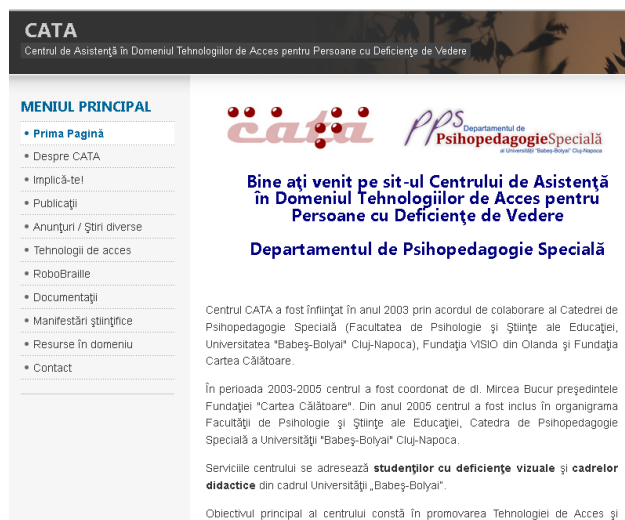 CATA
Centrul de Asistenţă în Domeniul Tehnologiilor de Acces pentru Persoane cu Deficienţe de Vedere
MENIUL PRINCIPAL
Prima Pagină
Despre CATA
Implică-te!
Publicaţii
Anunţuri / Ştiri diverse
Tehnologii de acces
RoboBraille
Documentaţii
Manifestări ştiinţifice
Resurse în domeniu
Contact
cata
PPS
Departamentul de
PsihopedagogieSpecială
al Universităţii "Babeş-Bolyai" Cluj-Napoca
Bine aţi venit pe sit-ul Centrului de Asistenţă
în Domeniul Tehnologiilor de Acces pentru
Persoane cu Deficienţe de Vedere
Departamentul de Psihopedagogie Specială
Centrul CATA a fost înfiinţat în anul 2003 prin acordul de colaborare al Catedrei de
Psihopedagogie Specială (Facultatea de Psihologie şi Ştiinţe ale Educaţiei,
Universitatea "Babeş-Bolyai" Cluj-Napoca), Fundaţia VISIO din Olanda şi Fundaţia
Cartea Călătoare.
În perioada 2003-2005 centrul a fost coordonat de dl. Mircea Bucur preşedintele
Fundaţiei "Cartea Călătoare". Din anul 2005 centrul a fost inclus în organigrama
Facultăţii de Psihologie şi Ştiinţe ale Educaţiei, Catedra de Psihopedagogie
Specială a Universităţii "Babeş-Bolyai" Cluj-Napoca.
Serviciile centrului se adresează studenţilor cu deficienţe vizuale şi cadrelor
didactice din cadrul Universităţii „Babeş-Bolyai”.
Obiectivul principal al centrului constă în promovarea Tehnologiei de Acces şi